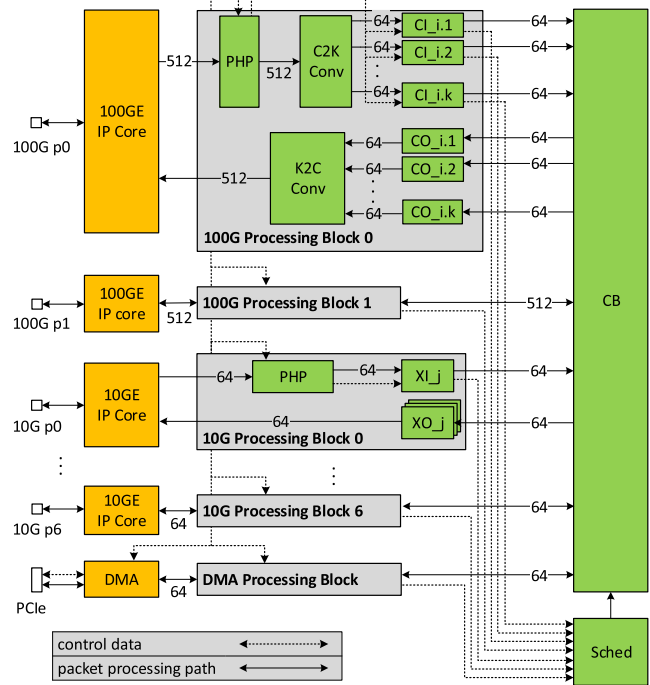 100GE
IP Core
100G p0
512
PHP
512
C2K
Conv
64
64
64
CI_i.1
CI_i.2
CI_i.k
64
64
64
K2C
Conv
512
64
64
64
CO_i.1
CO_i.2
CO_i.k
64
64
64
100G Processing Block 0
CB
100GE
IP core
100G p1
512
100G Processing Block 1
512
10GE
IP Core
10G p0
64
PHP
64
XI_j
64
64
XO_j
64
10G Processing Block 0
10GE
IP Core
10G p6
64
10G Processing Block 6
64
DMA
PCIe
64
DMA Processing Block
64
Sched
control data
packet processing path